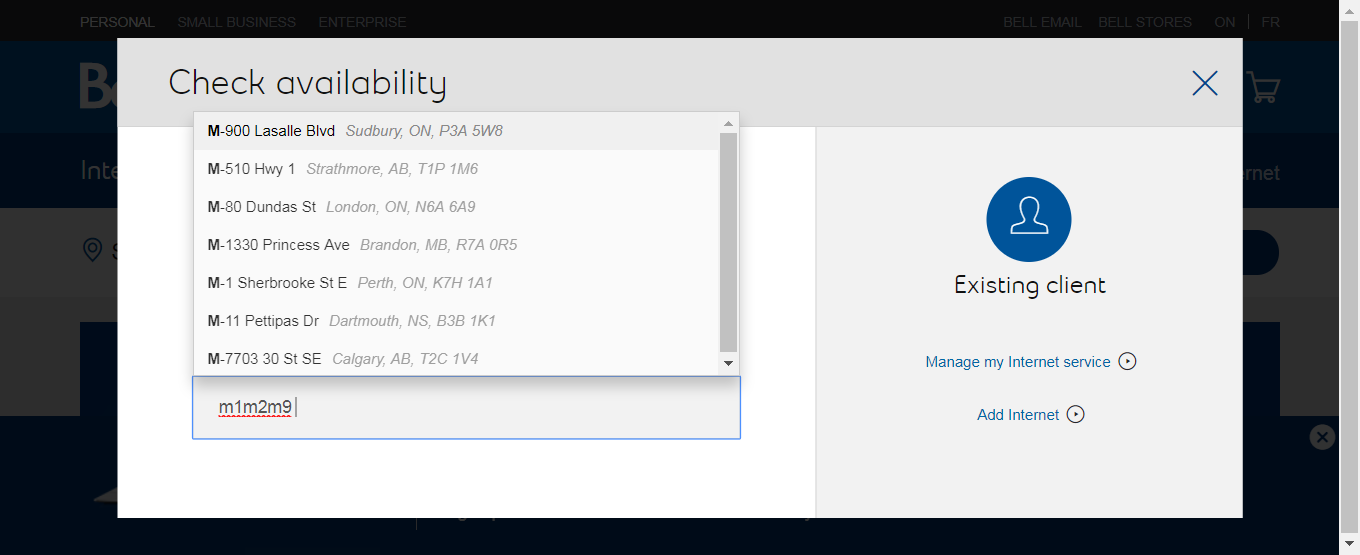 PERSONAL SMALL BUSINESS ENTERPRISE BELL EMAIL BELL STORES ON FR
Check availability
M-900 Lasalle Blvd Sudbury, ON, P3A 5W8
M-510 Hwy 1 Strathmore, AB, T1P 1M6
M-80 Dundas St London, ON, N6A 6A9
M-1330 Princess Ave Brandon, MB, R7A 0R5
M-1 Sherbrooke St E Perth, ON, K7H 1A1
M-11 Pettipas Dr Dartmouth, NS, B3B 1K1
M-7703 30 St SE Calgary, AB, T2C 1V4
m1m2m9
Existing client
Manage my Internet service
Add Internet